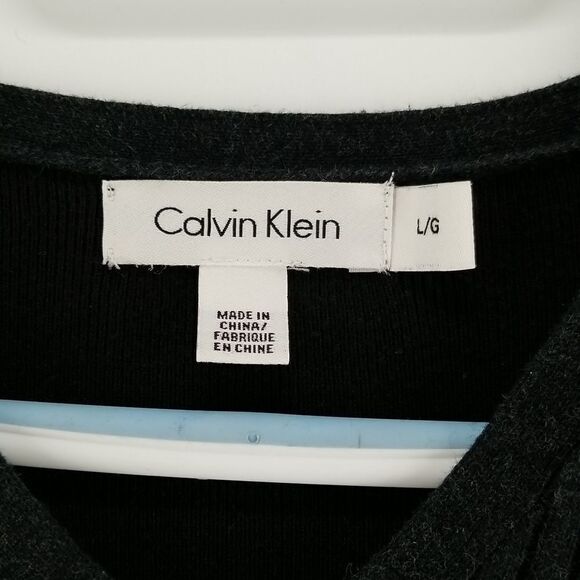 Calvin Klein
L/G
MADE IN
CHINA/
FABRIQUE
EN CHINE